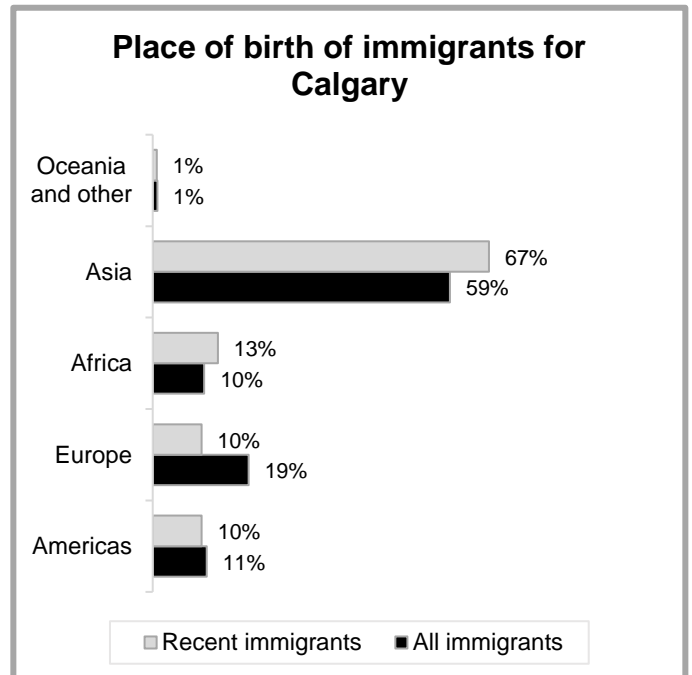 Place of birth of immigrants for
Calgary
Oceania
and other
1%
1%
Asia
67%
59%
Africa
13%
10%
Europe
10%
19%
Americas
10%
11%
Recent immigrants
All immigrants